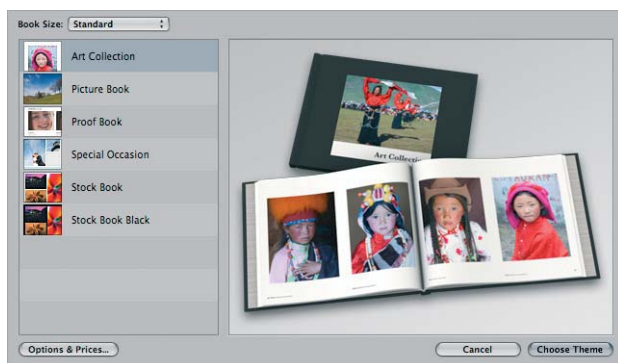 Book Size: Standard
Art Collection
Picture Book
Proof Book
Special Occasion
Stock Book
Stock Book Black
Art Collection
Options & Prices...
Cancel
Choose Theme